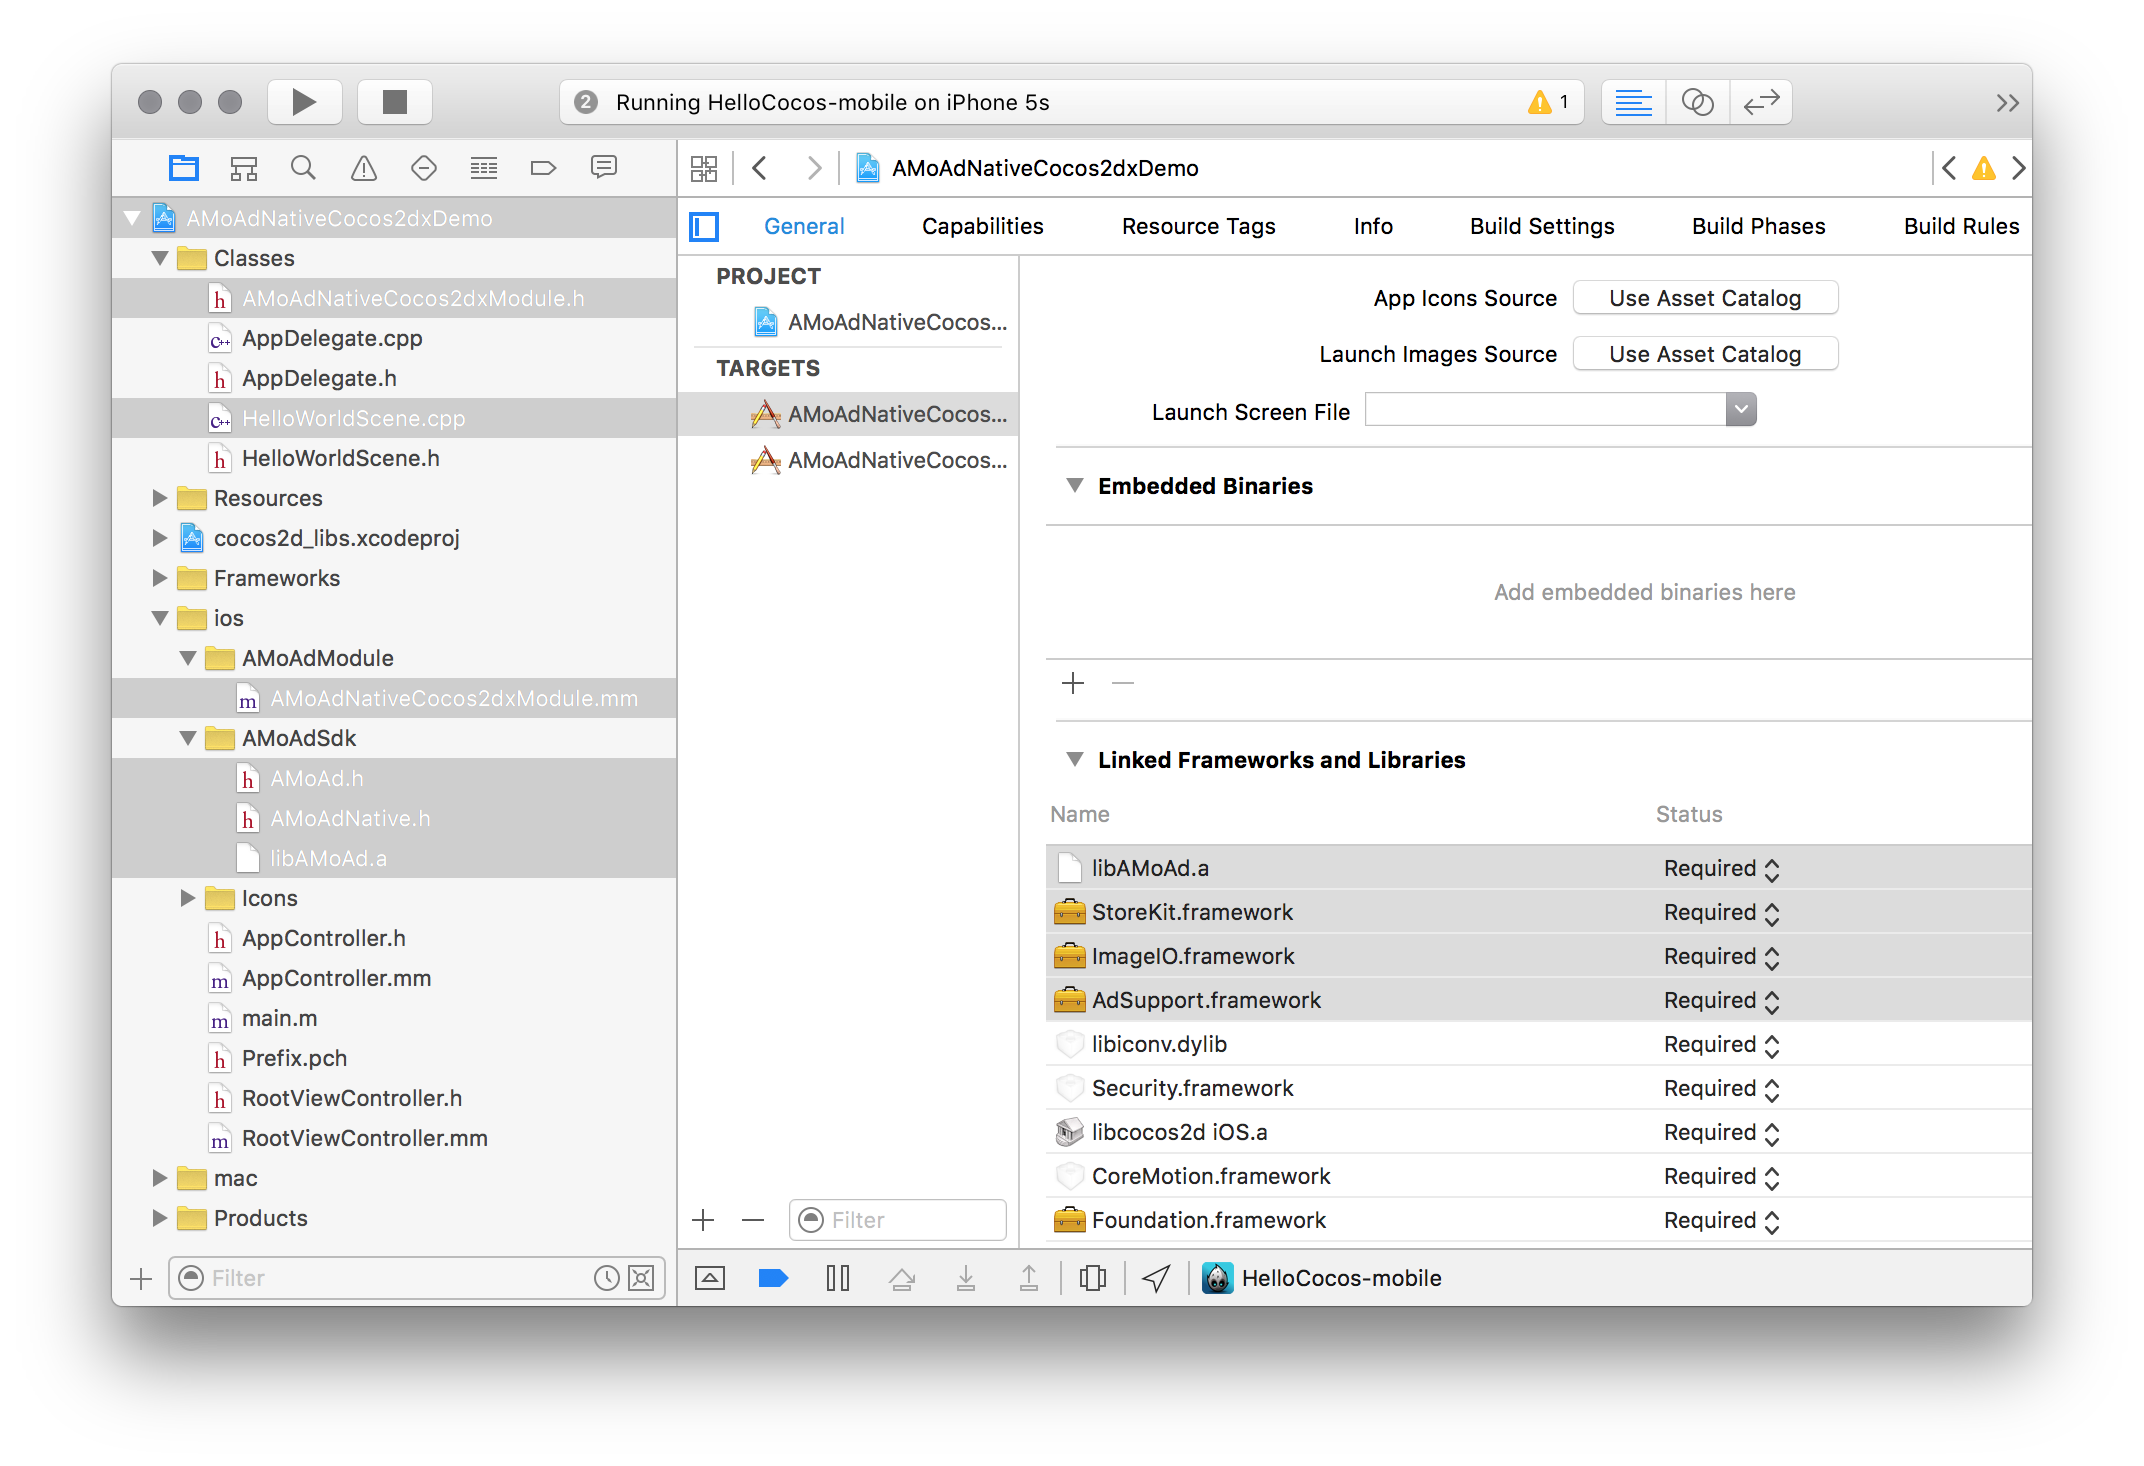 2 Running HelloCocos-mobile on iPhone 5s 1
AMoAdNativeCocos2dxDemo
AMoAdNativeCocos2dxDemo
Classes
h AMoAdNativeCocos2dxModule.h
C++ AppDelegate.cpp
h AppDelegate.h
C++ HelloWorldScene.cpp
h HelloWorldScene.h
Resources
cocos2d_libs.xcodeproj
Frameworks
ios
AMoAdModule
m AMoAdNativeCocos2dxModule.mm
AMoAdSdk
h AMoAd.h
h AMoAdNative.h
libAMoAd.a
Icons
h AppController.h
m AppController.mm
m main.m
h Prefix.pch
h RootViewController.h
m RootViewController.mm
mac
Products
Filter
General Capabilities Resource Tags Info Build Settings Build Phases Build Rules
PROJECT
AMoAdNativeCocos...
TARGETS
AMoAdNativeCocos...
AMoAdNativeCocos...
Filter
App Icons Source Use Asset Catalog
Launch Images Source Use Asset Catalog
Launch Screen File
Embedded Binaries
Add embedded binaries here
Linked Frameworks and Libraries
Name Status
libAMoAd.a Required
StoreKit.framework Required
ImageIO.framework Required
AdSupport.framework Required
libiconv.dylib Required
Security.framework Required
libcocos2d iOS.a Required
CoreMotion.framework Required
Foundation.framework Required
HelloCocos-mobile